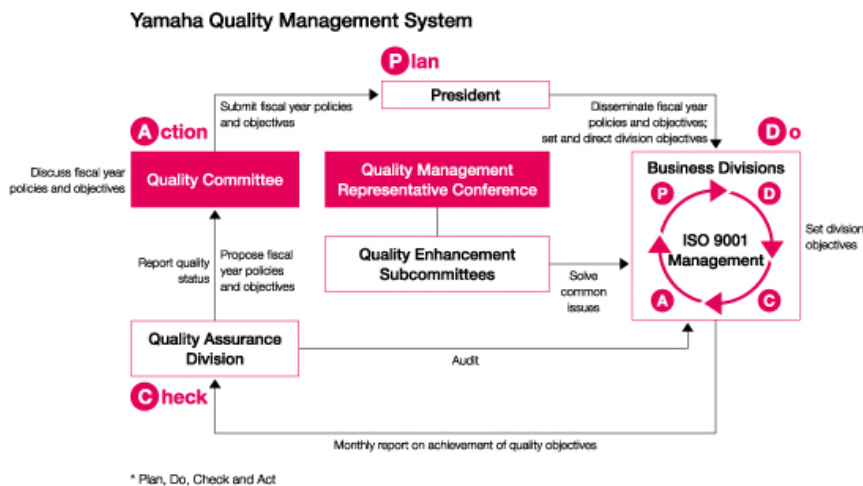 Yamaha Quality Management System
Plan
President
Submit fiscal year policies
and objectives
Disseminate fiscal year
policies and objectives;
set and direct division objectives
Action
Do
Discuss fiscal year
policies and objectives
Quality Committee
Quality Management
Representative Conference
Business Divisions
P
D
ISO 9001
Management
A
C
Set division
objectives
Quality Enhancement
Subcommittees
Solve
common
issues
Report quality
status
Propose fiscal
year policies
and objectives
Quality Assurance
Division
Audit
Check
Monthly report on achievement of quality objectives
* Plan, Do, Check and Act